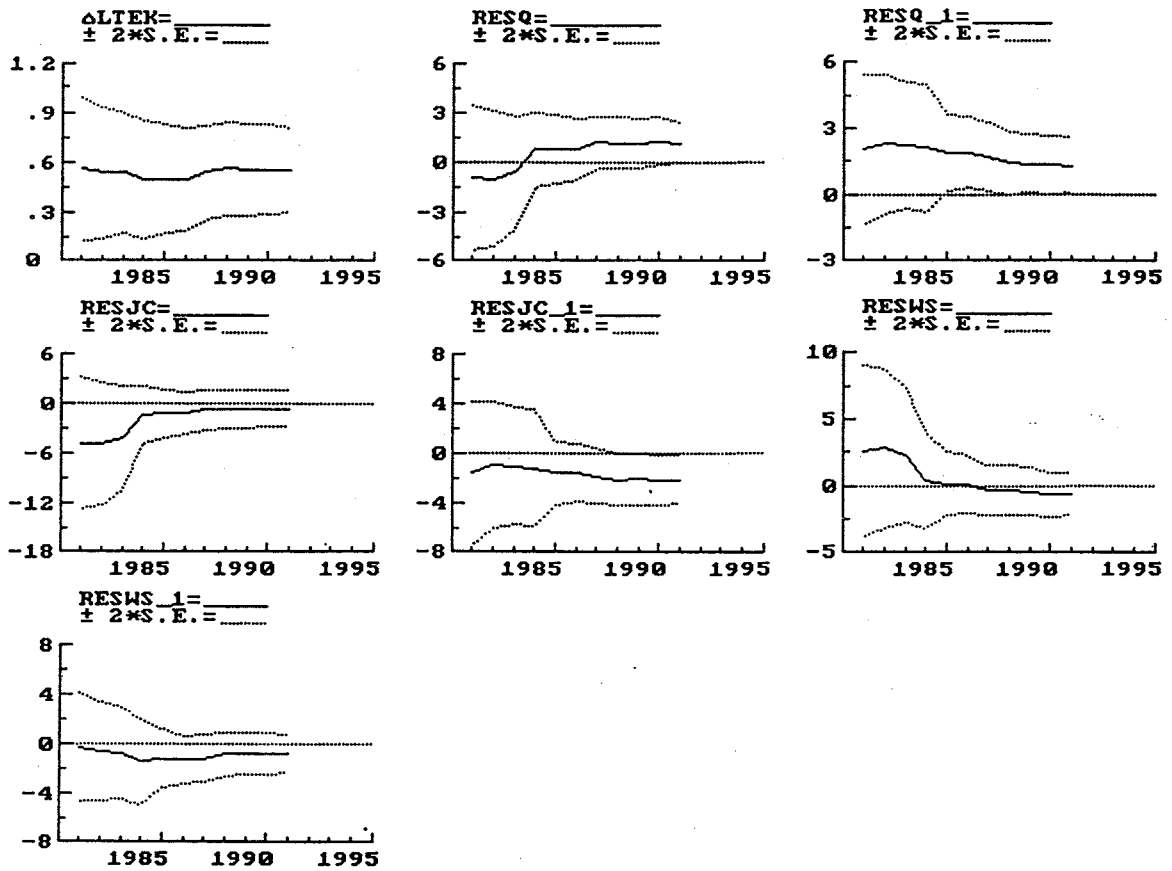 ΔLTEK=
± 2*S.E.=
1.2
.9
.6
.3
0
1985 1990 1995
RESQ=
± 2*S.E.=
6
3
0
-3
-6
1985 1990 1995
RESQ_1=
± 2*S.E.=
6
3
0
-3
1985 1990 1995
RESJC=
± 2*S.E.=
6
0
-6
-12
-18
1985 1990 1995
RESJC_1=
± 2*S.E.=
8
4
0
-4
-8
1985 1990 1995
RESWS=
± 2*S.E.=
10
5
0
-5
1985 1990 1995
RESWS_1=
± 2*S.E.=
8
4
0
-4
-8
1985 1990 1995